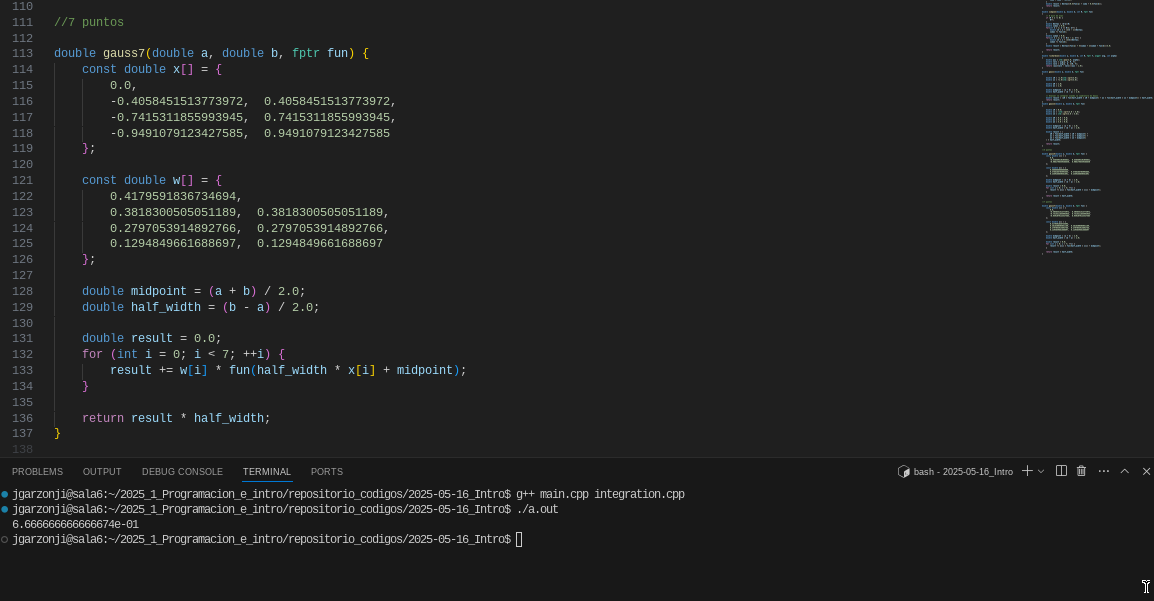 110
111 //7 puntos
112
113 double gauss7(double a, double b, fptr fun) {
114 const double x[] = {
115 0.0,
116 -0.4058451513773972, 0.4058451513773972,
117 -0.7415311855993945, 0.7415311855993945,
118 -0.9491079123427585, 0.9491079123427585
119 };
120
121 const double w[] = {
122 0.4179591836734694,
123 0.3818300505051189, 0.3818300505051189,
124 0.2797053914892766, 0.2797053914892766,
125 0.1294849661688697, 0.1294849661688697
126 };
127
128 double midpoint = (a + b) / 2.0;
129 double half_width = (b - a) / 2.0;
130
131 double result = 0.0;
132 for (int i = 0; i < 7; ++i) {
133 result += w[i] * fun(half_width * x[i] + midpoint);
134 }
135
136 return result * half_width;
137 }
138
PROBLEMS OUTPUT DEBUG CONSOLE TERMINAL PORTS bash - 2025-05-16_Intro
jgarzonji@sala6:~/2025_1_Programacion_e_intro/repositorio_codigos/2025-05-16_Intro$ g++ main.cpp integration.cpp
jgarzonji@sala6:~/2025_1_Programacion_e_intro/repositorio_codigos/2025-05-16_Intro$ ./a.out
6.666666666666674e-01
jgarzonji@sala6:~/2025_1_Programacion_e_intro/repositorio_codigos/2025-05-16_Intro$